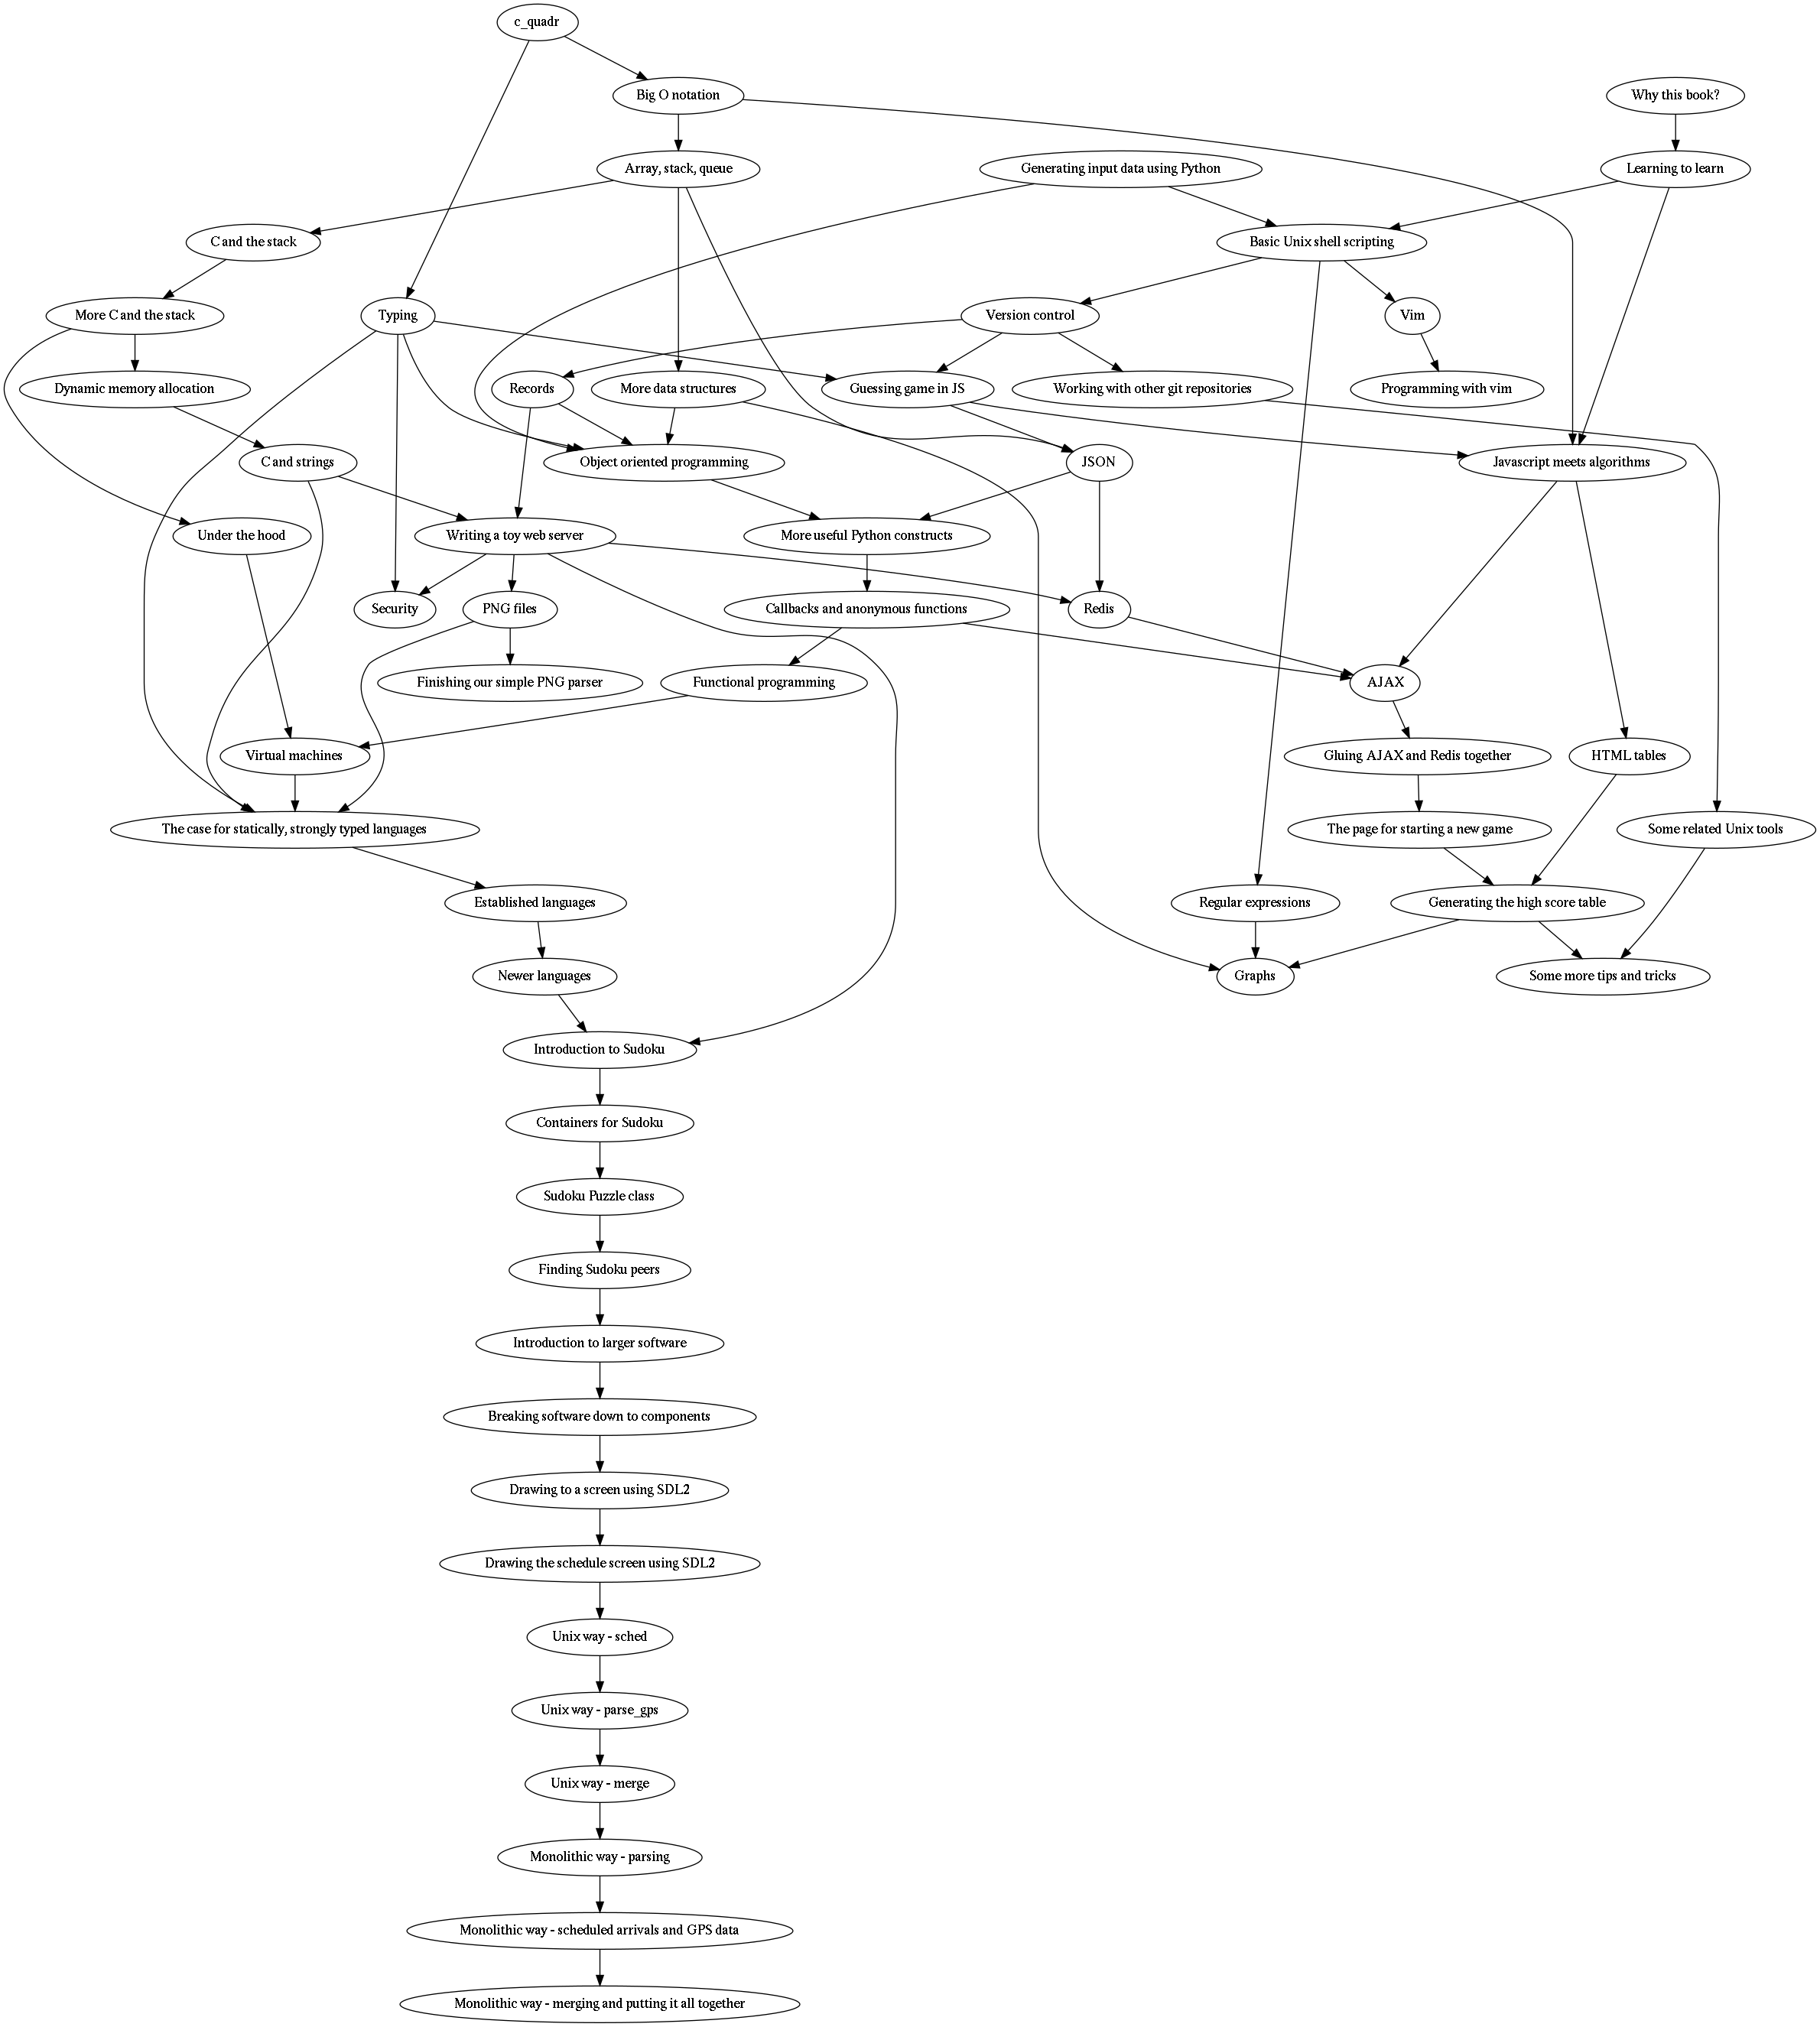 c_quadr
Big O notation
Why this book?
Array, stack, queue
Generating input data using Python
Learning to learn
C and the stack
Basic Unix shell scripting
More C and the stack
Typing
Version control
Vim
Dynamic memory allocation
Records
More data structures
Guessing game in JS
Working with other git repositories
Programming with vim
C and strings
Object oriented programming
JSON
Javascript meets algorithms
Under the hood
Writing a toy web server
More useful Python constructs
Security
PNG files
Callbacks and anonymous functions
Redis
Finishing our simple PNG parser
Functional programming
AJAX
Virtual machines
Gluing AJAX and Redis together
HTML tables
The case for statically, strongly typed languages
The page for starting a new game
Some related Unix tools
Established languages
Regular expressions
Generating the high score table
Newer languages
Graphs
Some more tips and tricks
Introduction to Sudoku
Containers for Sudoku
Sudoku Puzzle class
Finding Sudoku peers
Introduction to larger software
Breaking software down to components
Drawing to a screen using SDL2
Drawing the schedule screen using SDL2
Unix way - sched
Unix way - parse_gps
Unix way - merge
Monolithic way - parsing
Monolithic way - scheduled arrivals and GPS data
Monolithic way - merging and putting it all together